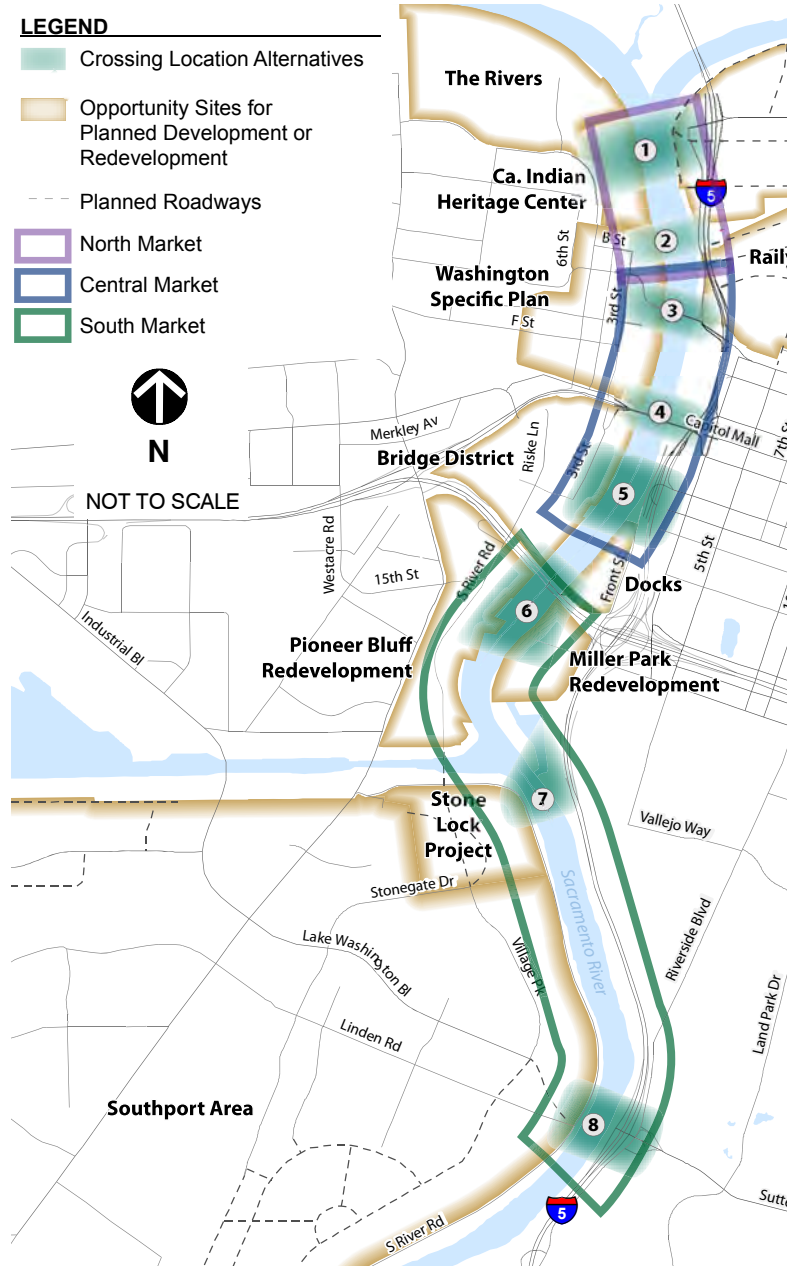 LEGEND
Crossing Location Alternatives
Opportunity Sites for
Planned Development or
Redevelopment
Planned Roadways
North Market
Central Market
South Market
N
NOT TO SCALE
The Rivers
1
Ca. Indian
Heritage Center
5
6th St
B St
2
Raily
Washington
Specific Plan
3rd St
3
F St
4
Capitol Mall
7th St
Merkley Av
Riske Ln
Bridge District
3rd St
5
Westacre Rd
15th St
S River Rd
Front St
5th St
Docks
6
Industrial Bl
Pioneer Bluff
Redevelopment
Miller Park
Redevelopment
7
Stone
Lock
Project
Vallejo Way
Stonegate Dr
Sacramento River
Riverside Blvd
Lake Washington Bl
Village Pk
Land Park Dr
Linden Rd
Southport Area
8
Sutte
5
S River Rd